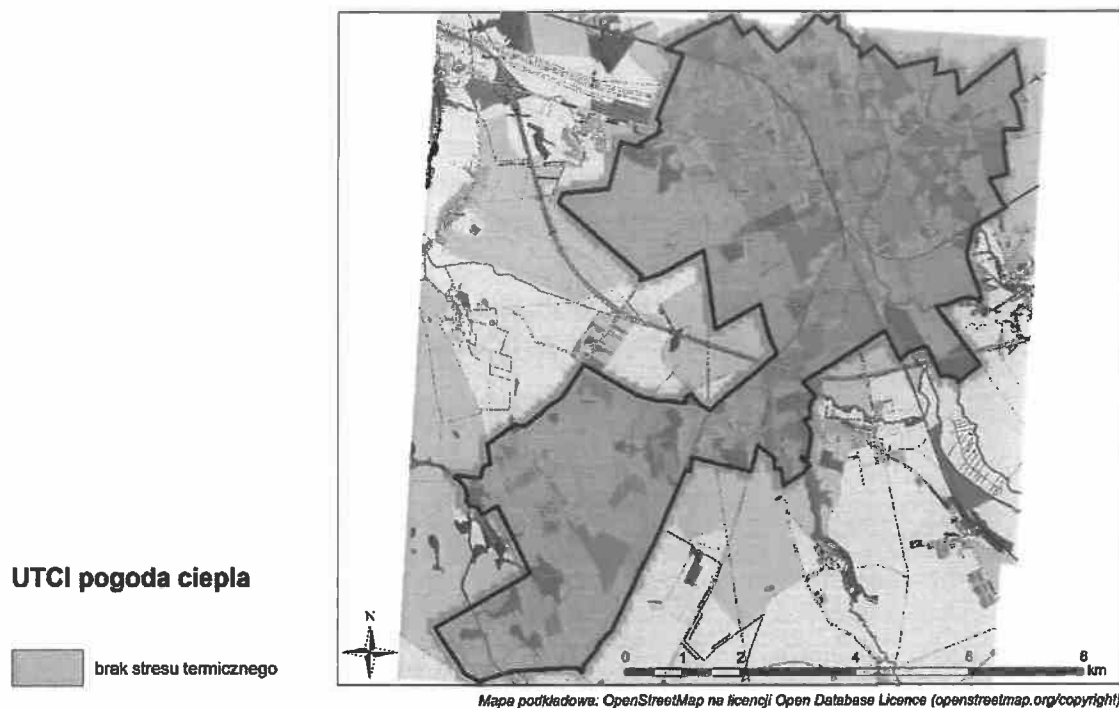 UTCI pogoda ciepla
brak stresu termicznego
N
0 1 2 4 6 8
km
Mapa podkładowa: OpenStreetMap na licencji Open Database Licence (openstreetmap.org/copyright)